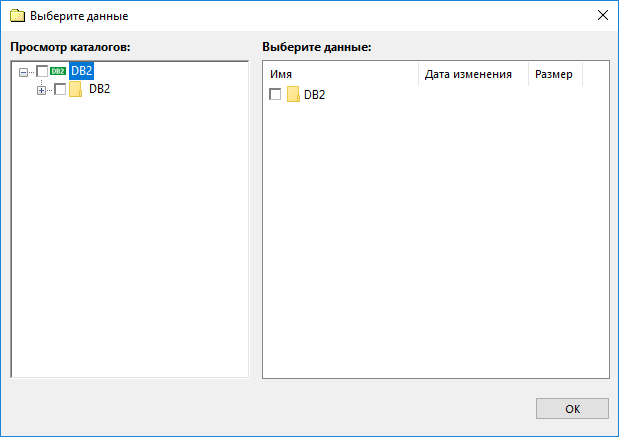 Выберите данные
Просмотр каталогов:
Выберите данные:
DB2 DB2
DB2
Имя Дата изменения Размер
DB2
OK